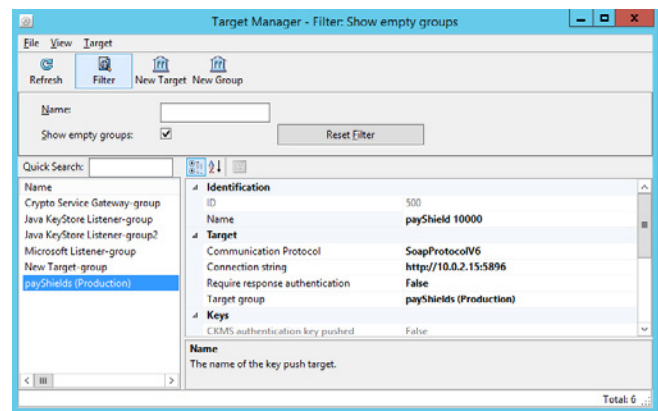 Target Manager - Filter: Show empty groups
File View Target
Refresh Filter New Target New Group
Name:
Show empty groups: Reset Filter
Quick Search:
Name
Crypto Service Gateway-group
Java KeyStore Listener-group
Java KeyStore Listener-group2
Microsoft Listener-group
New Target-group
payShields (Production)
Identification
ID 500
Name payShield 10000
Target
Communication Protocol SoapProtocolV6
Connection string http://10.0.2.15:5896
Require response authentication False
Target group payShields (Production)
Keys
CKMS authentication key pushed False
Name
The name of the key push target.
Total: 6